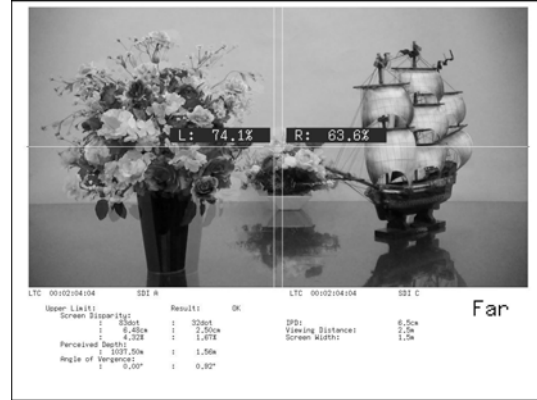 L: 74.1% R: 63.6%
LTC 00:02:04:04 SDI A LTC 00:02:04:04 SDI C
Far
Upper Limit: Result: OK
Screen Disparity:
: 83dot : 32dot IPD: 6.5cm
: 6.48cm : 2.50cm Viewing Distance: 2.5m
: 4.32% : 1.67% Screen Width: 1.5m
Perceived Depth:
: 1037.50m : 1.56m
Angle of Vergence:
: 0.00° : 0.82°